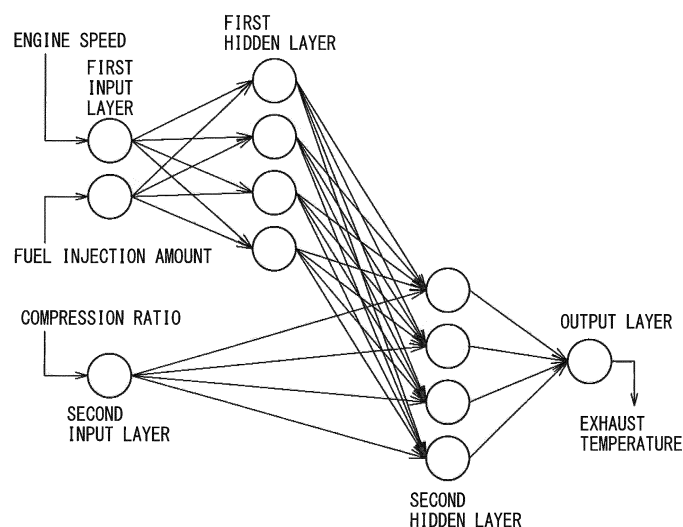 ENGINE SPEED
FIRST
INPUT
LAYER
FIRST
HIDDEN LAYER
FUEL INJECTION AMOUNT
COMPRESSION RATIO
SECOND
INPUT LAYER
OUTPUT LAYER
EXHAUST
TEMPERATURE
SECOND
HIDDEN LAYER